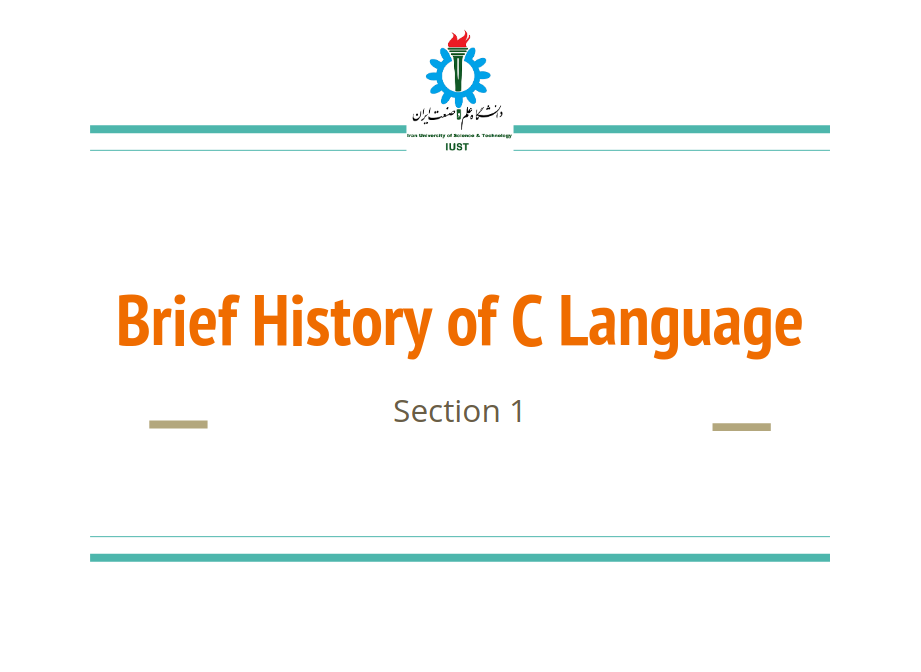 دانشگاه علم و صنعت ایران
Iran University of Science & Technology
IUST
Brief History of C Language
Section 1